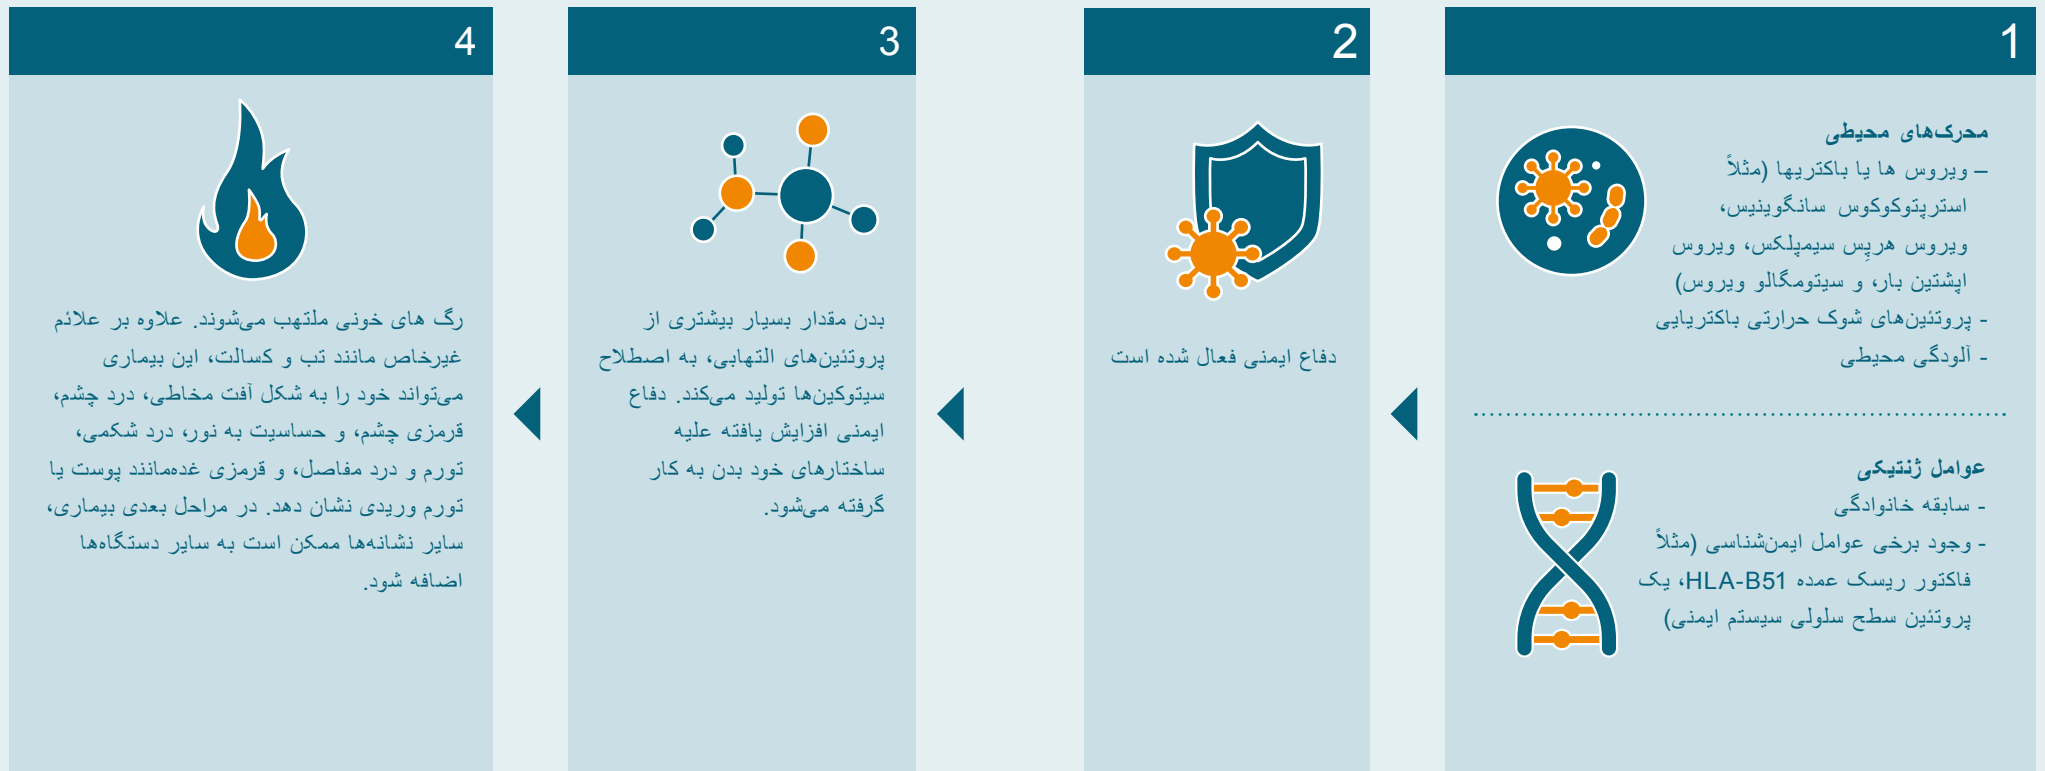 1
محرک‌های محیطی
– ویروس ها یا باکتریها (مثلاً
استرپتوکوکوس سانگوینیس،
ویروس هرپِس سیمپلکس، ویروس
اپشتین بار، و سیتومگالو ویروس)
- پروتئین‌های شوک حرارتی باکتریایی
- آلودگی محیطی
عوامل ژنتیکی
- سابقه خانوادگی
- وجود برخی عوامل ایمن‌شناسی (مثلاً
فاکتور ریسک عمده HLA-B51، یک
پروتئین سطح سلولی سیستم ایمنی)
2
دفاع ایمنی فعال شده است
3
بدن مقدار بسیار بیشتری از
پروتئین‌های التهابی، به اصطلاح
سیتوکین‌ها تولید می‌کند. دفاع
ایمنی افزایش یافته علیه
ساختارهای خود بدن به کار
گرفته می‌شود.
4
رگ های خونی ملتهب می‌شوند. علاوه بر علائم
غیرخاص مانند تب و کسالت، این بیماری
می‌تواند خود را به شکل آفت مخاطی، درد چشم،
قرمزی چشم، و حساسیت به نور، درد شکمی،
تورم و درد مفاصل، و قرمزی غده‌مانند پوست یا
تورم وریدی نشان دهد. در مراحل بعدی بیماری،
سایر نشانه‌ها ممکن است به سایر دستگاه‌ها
اضافه شود.